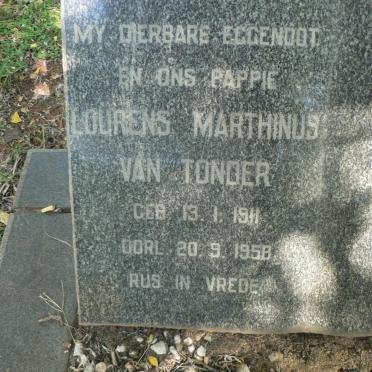 MY DIERBARE EGGENOOT
EN ONS PAPPIE
LOURENS MARTHINUS
VAN TONDER
GEB. 13. 1. 1911
OORL. 20. 9. 1958
RUS IN VREDE